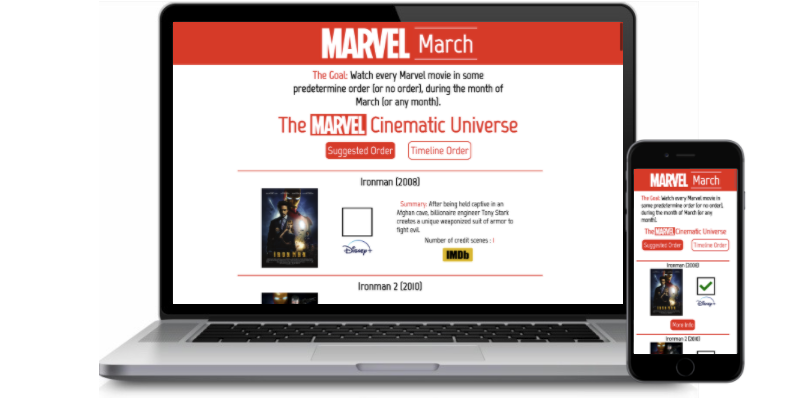 MARVEL March
The Goal: Watch every Marvel movie in some
predetermine order (or no order), during the month of
March (or any month).
The MARVEL Cinematic Universe
Suggested Order Timeline Order
Ironman (2008)
Summary: After being held captive in an
Afghan cave, billionaire engineer Tony Stark
creates a unique weaponized suit of armor to
fight evil.
IRON MAN
Disney+
Number of credit scenes : 1
IMDb
Ironman 2 (2010)
MARVEL March
The Goal: Watch every Marvel movie in
some predetermine order (or no order),
during the month of March (or any
month).
The MARVEL Cinematic Universe
Suggested Order Timeline Order
Ironman (2008)
Disney+
More Info
Ironman 2 (2010)